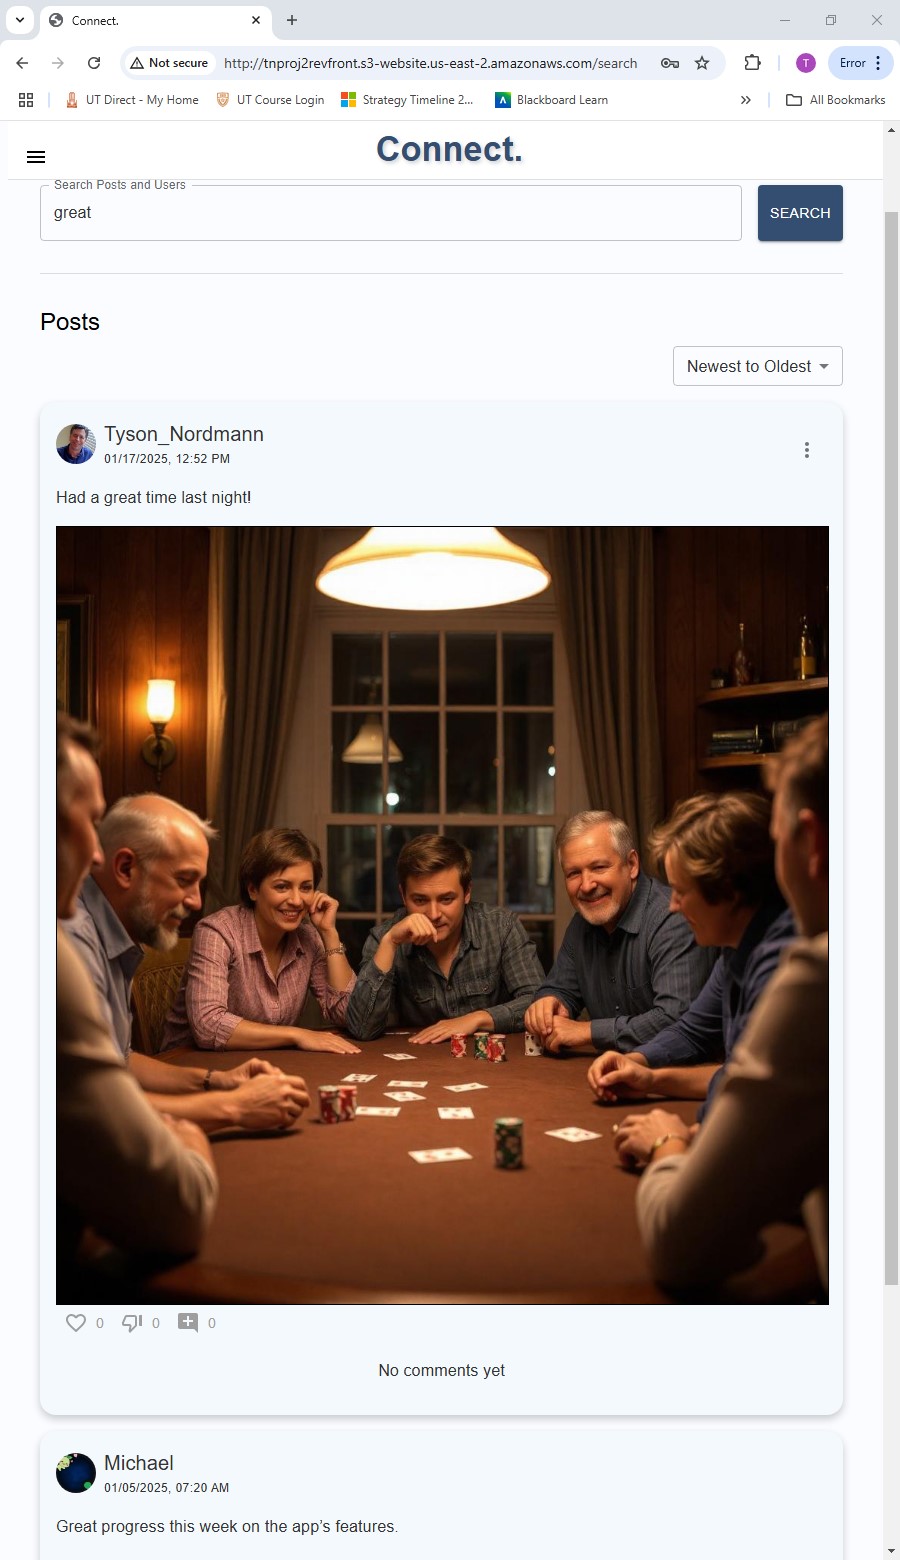 Connect.
Not secure
http://tnproj2revfront.s3-website.us-east-2.amazonaws.com/search
T
Error
UT Direct - My Home
UT Course Login
Strategy Timeline 2...
Blackboard Learn
All Bookmarks
Connect.
Search Posts and Users
great
SEARCH
Posts
Newest to Oldest
Tyson_Nordmann
01/17/2025, 12:52 PM
Had a great time last night!
0
0
0
No comments yet
Michael
01/05/2025, 07:20 AM
Great progress this week on the app's features.